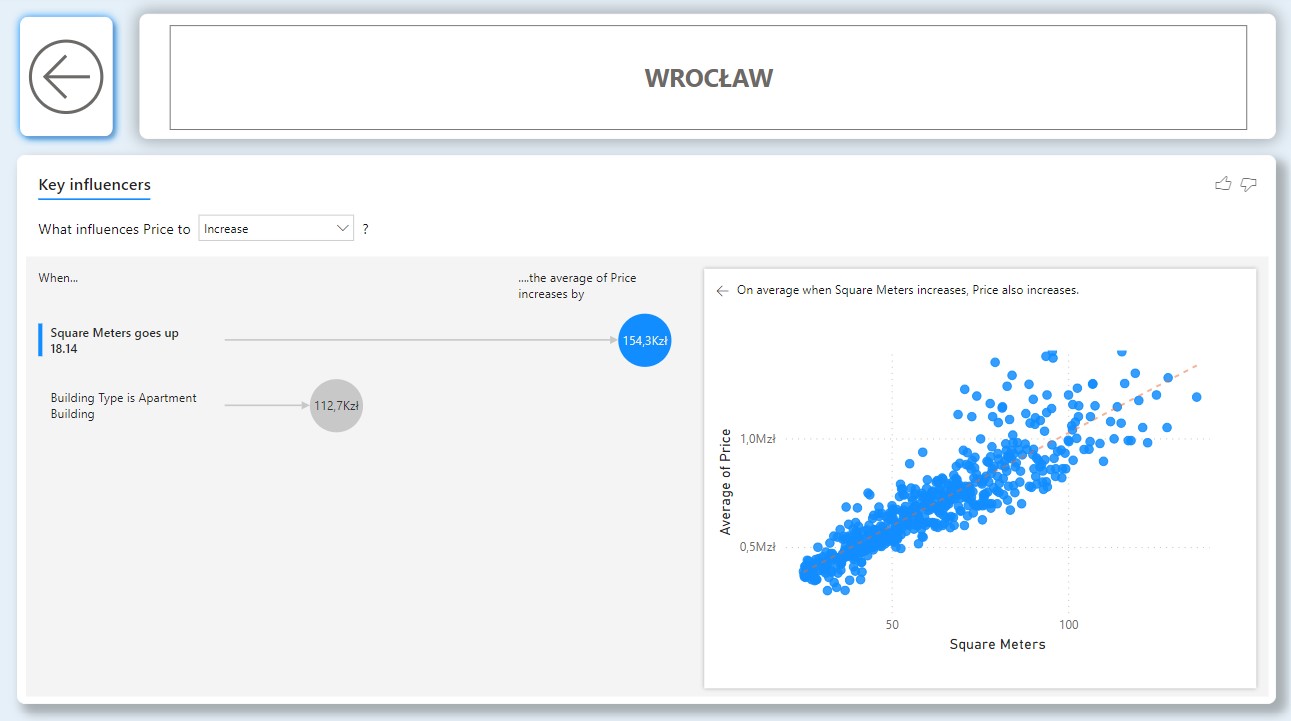 WROCŁAW
Key influencers
What influences Price to Increase ?
When...
....the average of Price
increases by
Square Meters goes up
18.14
154,3Kzł
Building Type is Apartment
Building
112,7Kzł
On average when Square Meters increases, Price also increases.
Average of Price
1,0Mzł
0,5Mzł
50 100
Square Meters